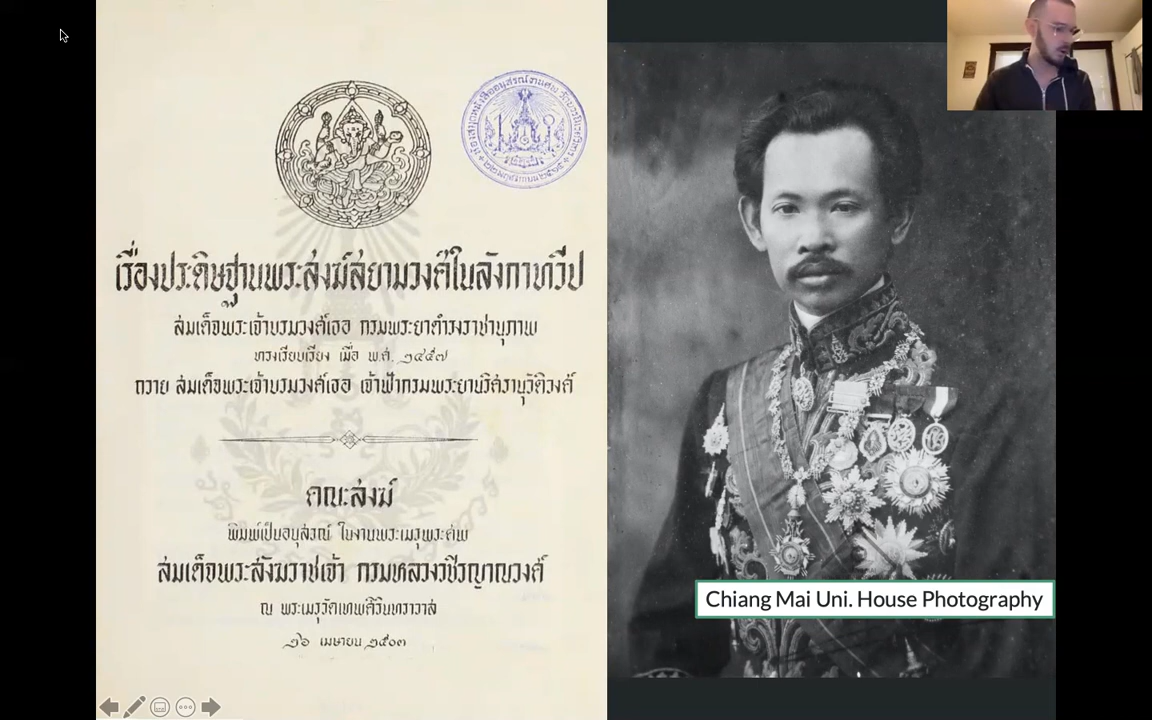 เรื่องประดิษฐานพระสงฆ์สยามวงศ์ในลังกาทวีป
สมเด็จพระเจ้าบรมวงศ์เธอ กรมพระยาดำรงราชานุภาพ
ทรงเรียบเรียง เมื่อ พ.ศ. ๒๔๕๗
ถวาย สมเด็จพระเจ้าบรมวงศ์เธอ เจ้าฟ้ากรมพระยานริศรานุวัติวงศ์
คณะสงฆ์
พิมพ์เป็นอนุสรณ์ ในงานพระเมรุพระศพ
สมเด็จพระสังฆราชเจ้า กรมหลวงวชิรญาณวงศ์
ณ พระเมรุวัดเทพศิรินทราวาส
๒๖ เมษายน ๒๕๐๓
Chiang Mai Uni. House Photography